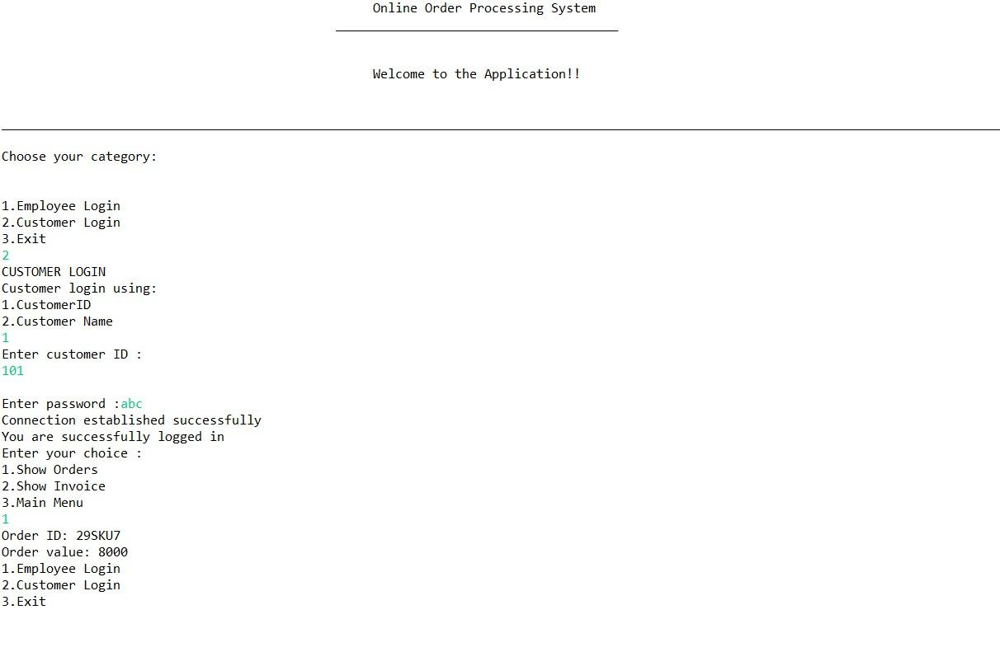 Online Order Processing System
Welcome to the Application!!
Choose your category:
1.Employee Login
2.Customer Login
3.Exit
2
CUSTOMER LOGIN
Customer login using:
1.CustomerID
2.Customer Name
1
Enter customer ID :
101
Enter password :abc
Connection established successfully
You are successfully logged in
Enter your choice :
1.Show Orders
2.Show Invoice
3.Main Menu
1
Order ID: 29SKU7
Order value: 8000
1.Employee Login
2.Customer Login
3.Exit